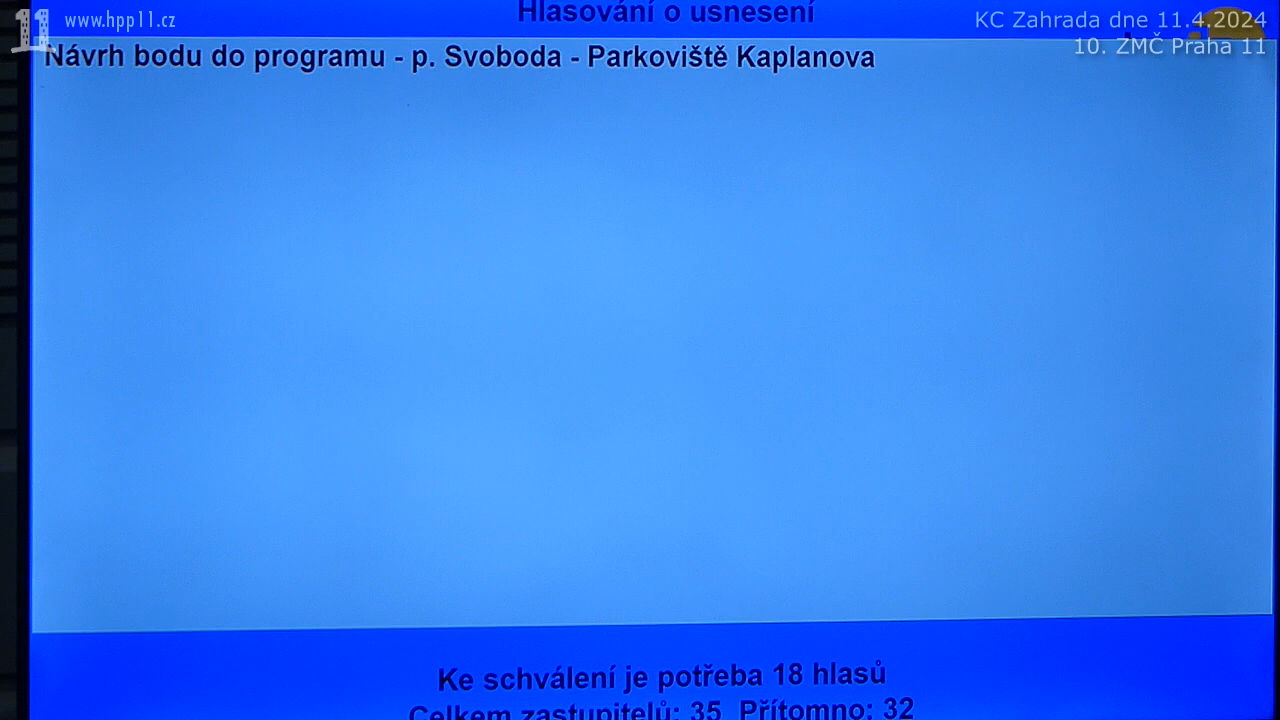 Hlasování o usnesení
11 www.hpp11.cz
KC Zahrada dne 11.4.2024
10. ZMČ Praha 11
Návrh bodu do programu - p. Svoboda - Parkoviště Kaplanova
Ke schválení je potřeba 18 hlasů
Celkem zastupitelů: 35 Přítomno: 32